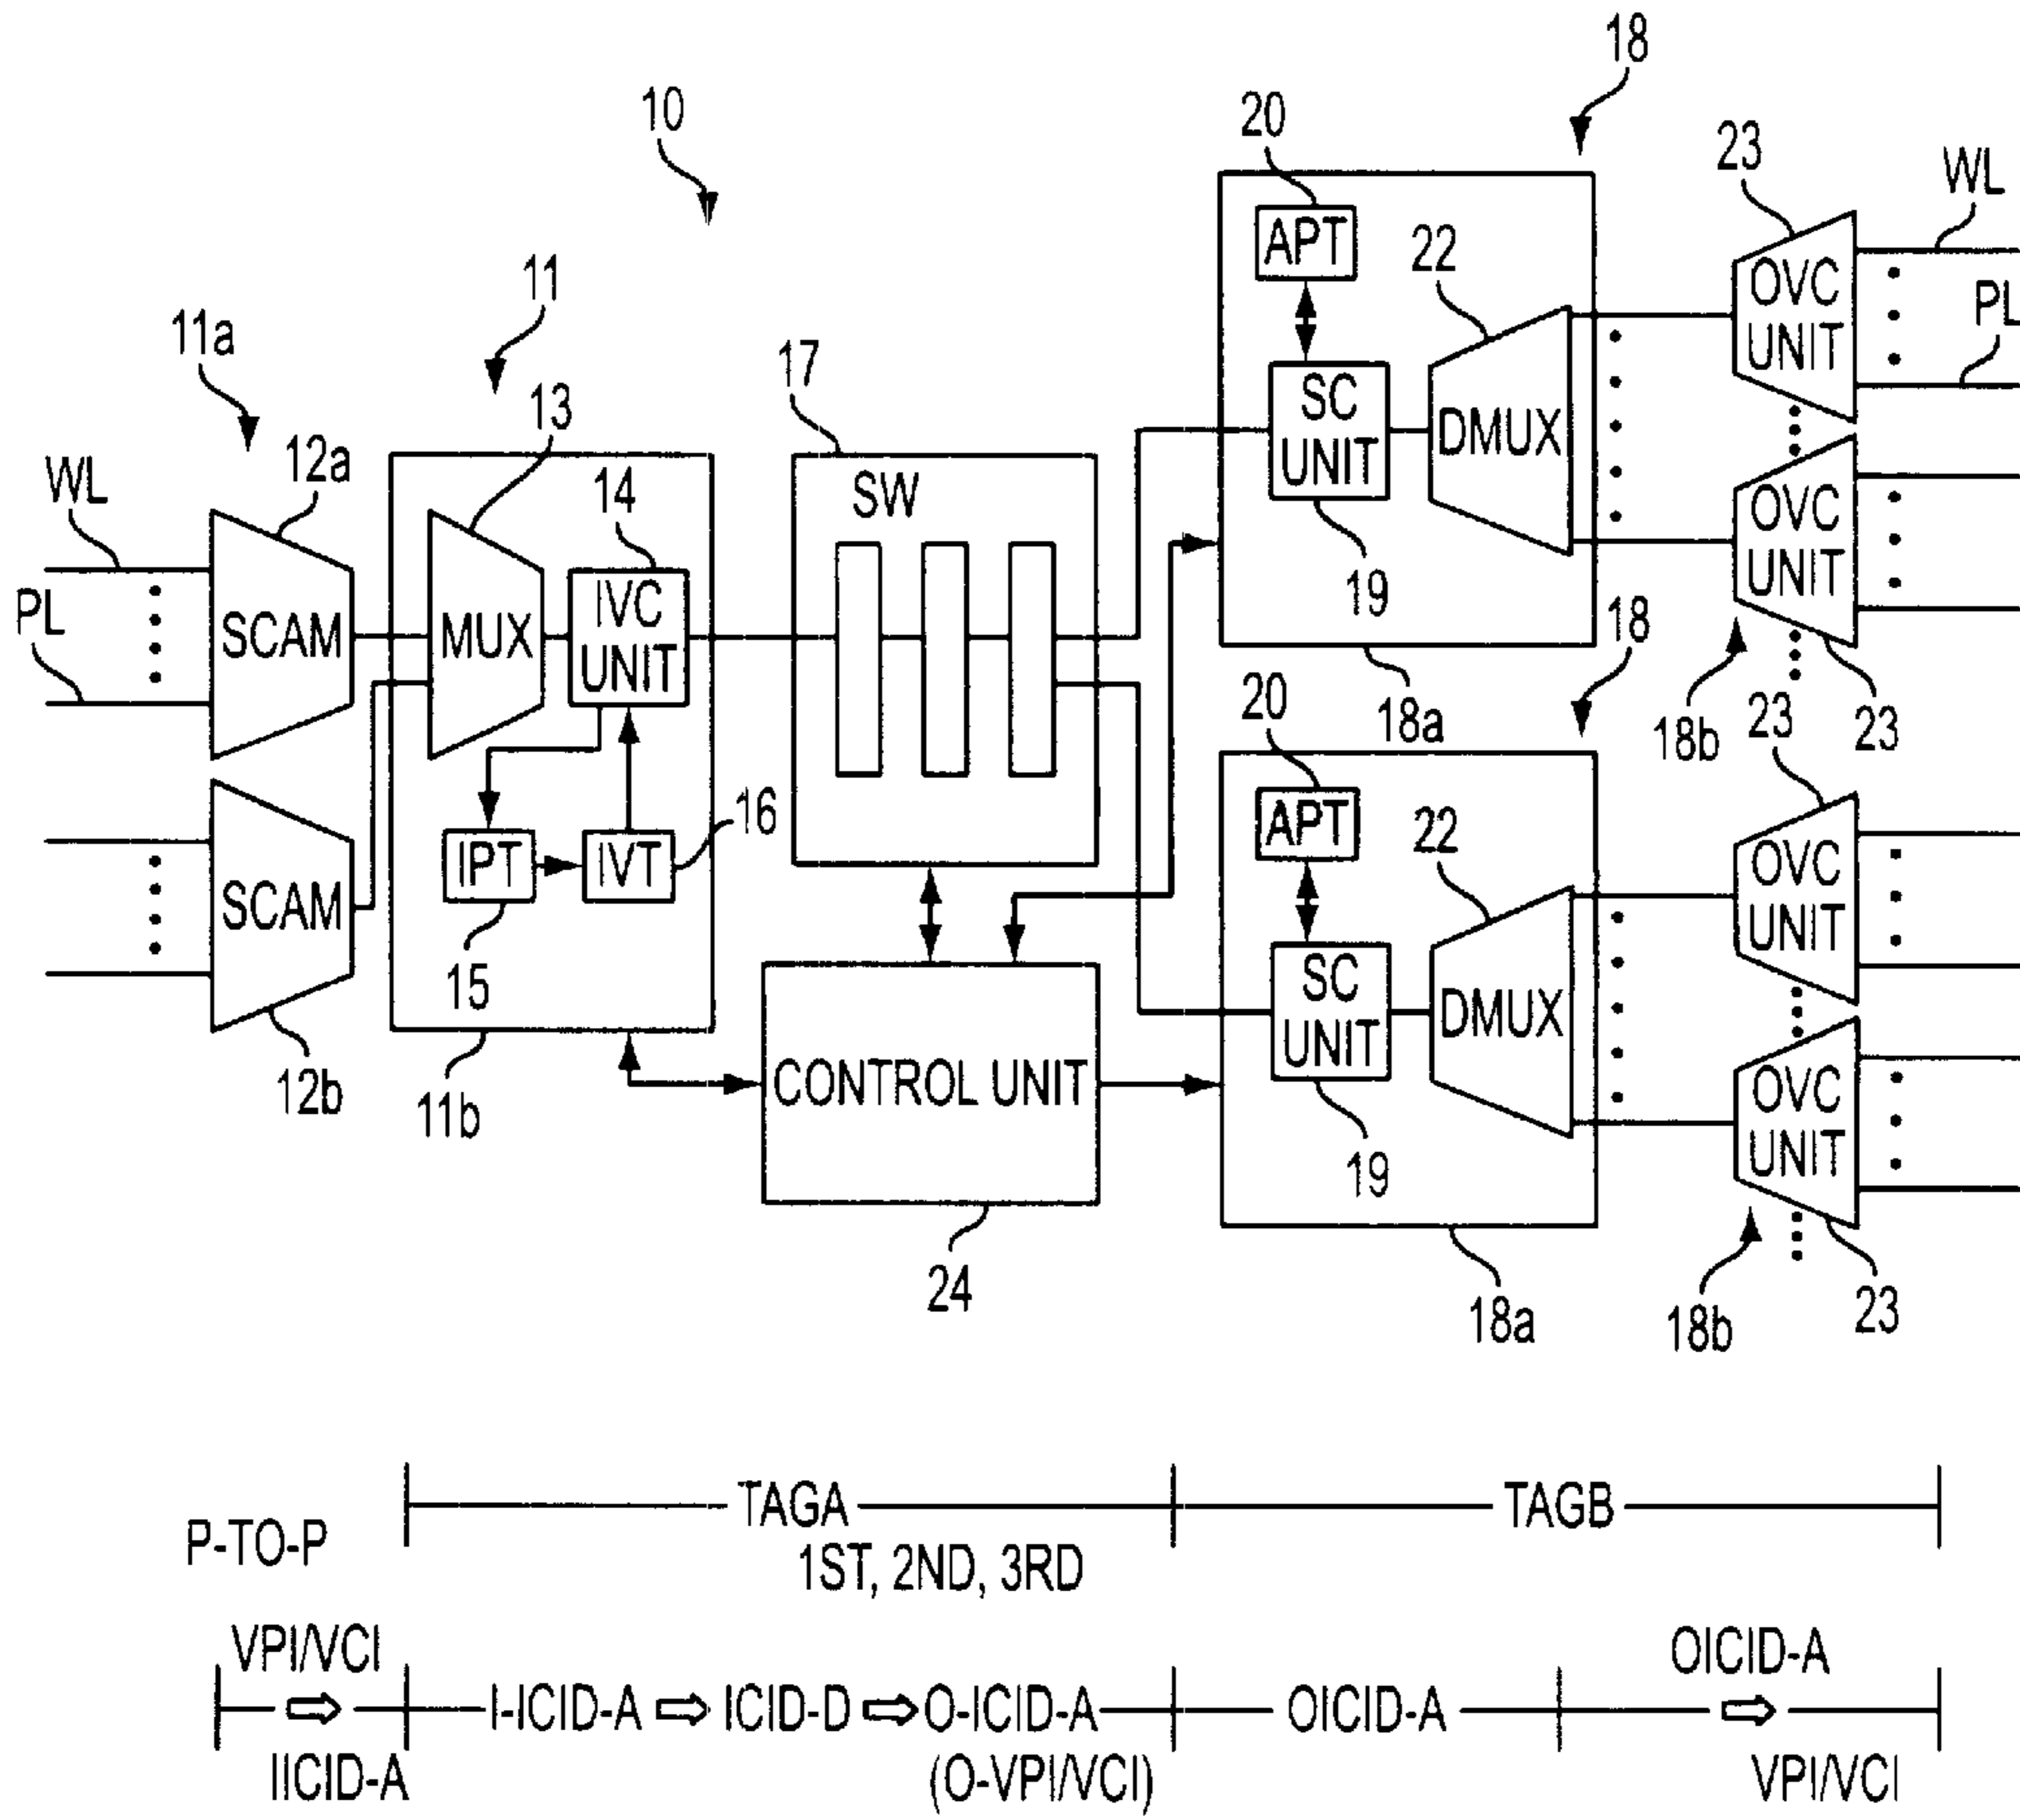 18
10
20
23
WL
APT
22
OVC
UNIT
11
PL
11a
17
SC
UNIT
DMUX
13
12a
WL
14
SW
OVC
UNIT
19
18
PL
SCAM
MUX
IVC
UNIT
20
18a
18b
23
23
16
APT
22
OVC
UNIT
IPT
IVT
SCAM
15
SC
UNIT
DMUX
CONTROL UNIT
OVC
UNIT
12b
11b
19
24
18a
18b
23
TAGA
TAGB
P-TO-P
1ST, 2ND, 3RD
VPI/VCI
OICID-A
I-ICID-A ⇨ ICID-D ⇨ O-ICID-A
OICID-A
IICID-A
(O-VPI/VCI)
VPI/VCI